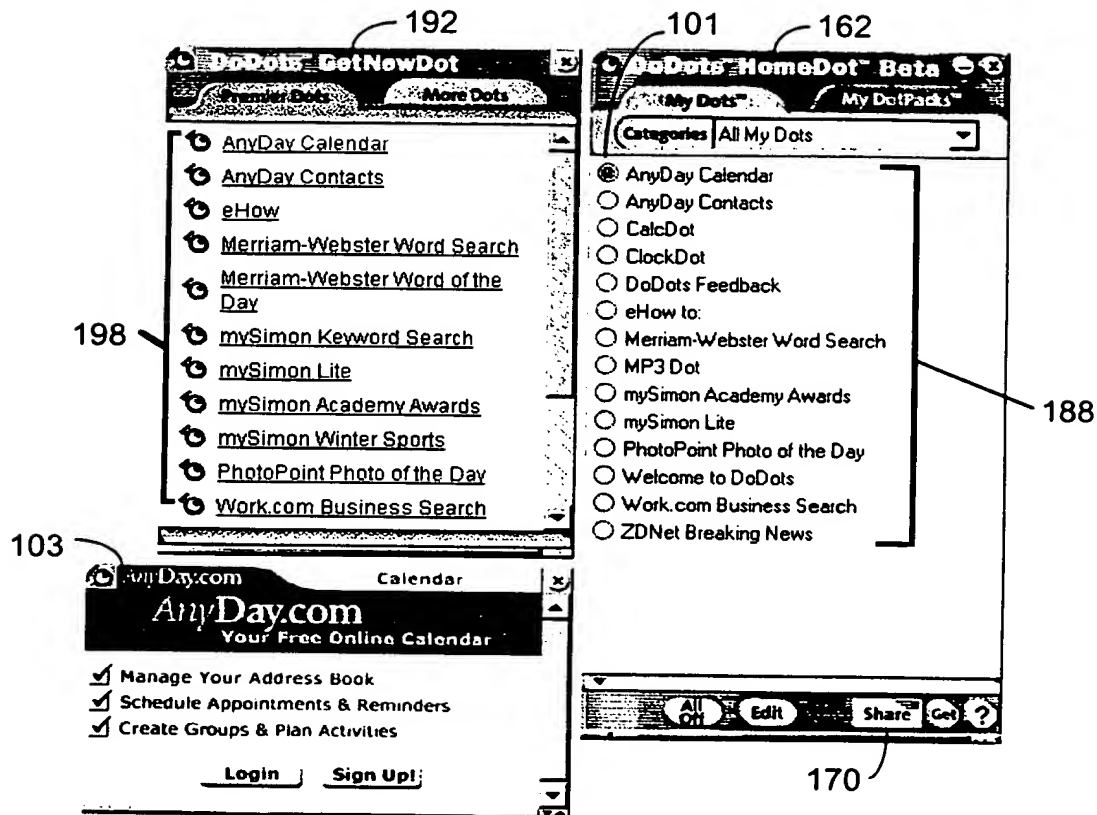 192
DoDots™ GetNewDot
Premier Dots
More Dots
AnyDay Calendar
AnyDay Contacts
eHow
Merriam-Webster Word Search
Merriam-Webster Word of the
Day
mySimon Keyword Search
mySimon Lite
mySimon Academy Awards
mySimon Winter Sports
PhotoPoint Photo of the Day
Work.com Business Search
198
101
162
DoDots™ HomeDot™ Beta
My Dots™
My DotPacks™
Categories
All My Dots
AnyDay Calendar
AnyDay Contacts
CalcDot
ClockDot
DoDots Feedback
eHow to:
Merriam-Webster Word Search
MP3 Dot
mySimon Academy Awards
mySimon Lite
PhotoPoint Photo of the Day
Welcome to DoDots
Work.com Business Search
ZDNet Breaking News
188
All
Off
Edit
Share
Get
?
170
103
AnyDay.com
Calendar
AnyDay.com
Your Free Online Calendar
Manage Your Address Book
Schedule Appointments & Reminders
Create Groups & Plan Activities
Login
Sign Up!